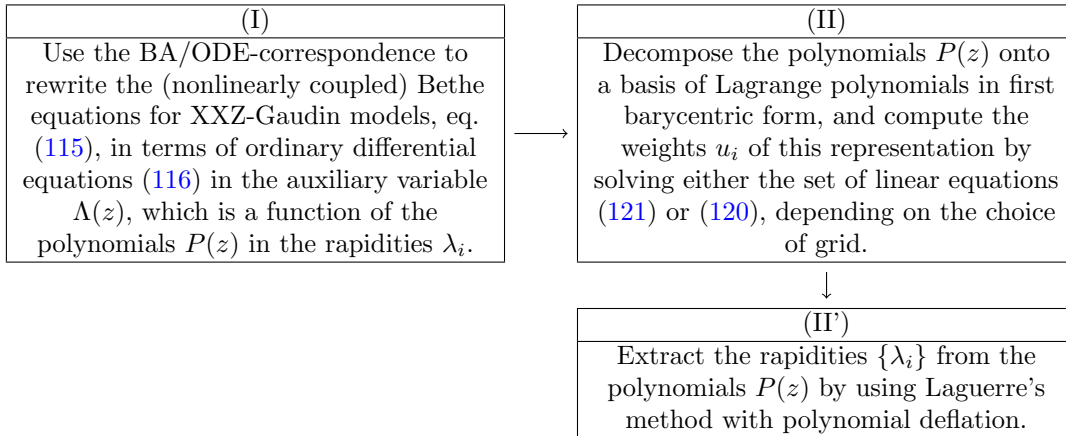 (I)
Use the BA/ODE-correspondence to
rewrite the (nonlinearly coupled) Bethe
equations for XXZ-Gaudin models, eq.
(115), in terms of ordinary differential
equations (116) in the auxiliary variable
Λ(z), which is a function of the
polynomials P(z) in the rapidities λᵢ.
(II)
Decompose the polynomials P(z) onto
a basis of Lagrange polynomials in first
barycentric form, and compute the
weights uᵢ of this representation by
solving either the set of linear equations
(121) or (120), depending on the choice
of grid.
(II')
Extract the rapidities {λᵢ} from the
polynomials P(z) by using Laguerre's
method with polynomial deflation.